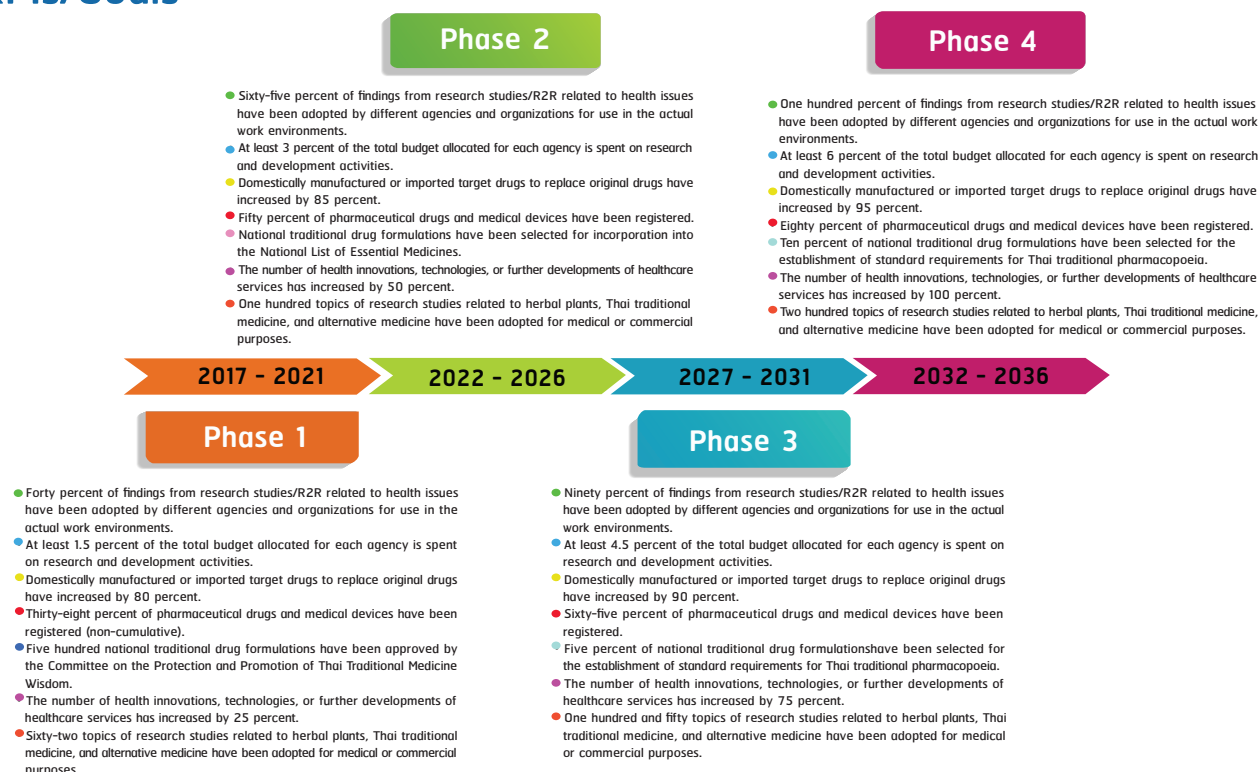 Phase 2
Sixty-five percent of findings from research studies/R2R related to health issues
have been adopted by different agencies and organizations for use in the actual
work environments.
At least 3 percent of the total budget allocated for each agency is spent on research
and development activities.
Domestically manufactured or imported target drugs to replace original drugs have
increased by 85 percent.
Fifty percent of pharmaceutical drugs and medical devices have been registered.
National traditional drug formulations have been selected for incorporation into
the National List of Essential Medicines.
The number of health innovations, technologies, or further developments of healthcare
services has increased by 50 percent.
One hundred topics of research studies related to herbal plants, Thai traditional
medicine, and alternative medicine have been adopted for medical or commercial
purposes.
Phase 4
One hundred percent of findings from research studies/R2R related to health issues
have been adopted by different agencies and organizations for use in the actual work
environments.
At least 6 percent of the total budget allocated for each agency is spent on research
and development activities.
Domestically manufactured or imported target drugs to replace original drugs have
increased by 95 percent.
Eighty percent of pharmaceutical drugs and medical devices have been registered.
Ten percent of national traditional drug formulations have been selected for the
establishment of standard requirements for Thai traditional pharmacopoeia.
The number of health innovations, technologies, or further developments of healthcare
services has increased by 100 percent.
Two hundred topics of research studies related to herbal plants, Thai traditional medicine,
and alternative medicine have been adopted for medical or commercial purposes.
2017 - 2021
2022 - 2026
2027 - 2031
2032 - 2036
Phase 1
Forty percent of findings from research studies/R2R related to health issues
have been adopted by different agencies and organizations for use in the
actual work environments.
At least 1.5 percent of the total budget allocated for each agency is spent
on research and development activities.
Domestically manufactured or imported target drugs to replace original drugs
have increased by 80 percent.
Thirty-eight percent of pharmaceutical drugs and medical devices have been
registered (non-cumulative).
Five hundred national traditional drug formulations have been approved by
the Committee on the Protection and Promotion of Thai Traditional Medicine
Wisdom.
The number of health innovations, technologies, or further developments of
healthcare services has increased by 25 percent.
Sixty-two topics of research studies related to herbal plants, Thai traditional
medicine, and alternative medicine have been adopted for medical or commercial
purposes.
Phase 3
Ninety percent of findings from research studies/R2R related to health issues
have been adopted by different agencies and organizations for use in the actual
work environments.
At least 4.5 percent of the total budget allocated for each agency is spent on
research and development activities.
Domestically manufactured or imported target drugs to replace original drugs
have increased by 90 percent.
Sixty-five percent of pharmaceutical drugs and medical devices have been
registered.
Five percent of national traditional drug formulationshave been selected for
the establishment of standard requirements for Thai traditional pharmacopoeia.
The number of health innovations, technologies, or further developments of
healthcare services has increased by 75 percent.
One hundred and fifty topics of research studies related to herbal plants, Thai
traditional medicine, and alternative medicine have been adopted for medical
or commercial purposes.